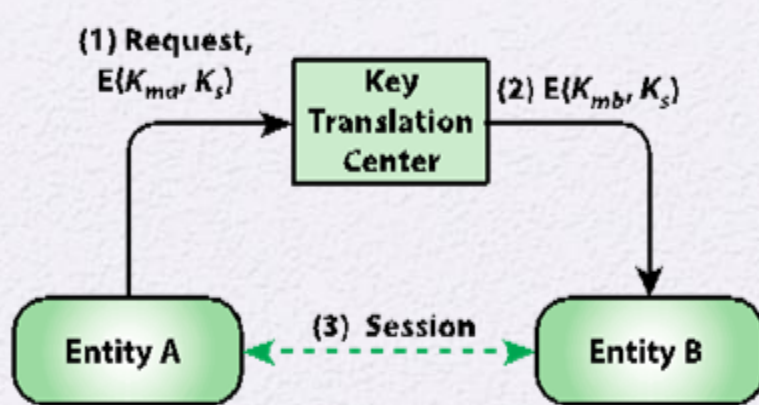 (1) Request,
E(Kma, Ks)
Key
Translation
Center
(2) E(Kmb, Ks)
(3) Session
Entity A
Entity B